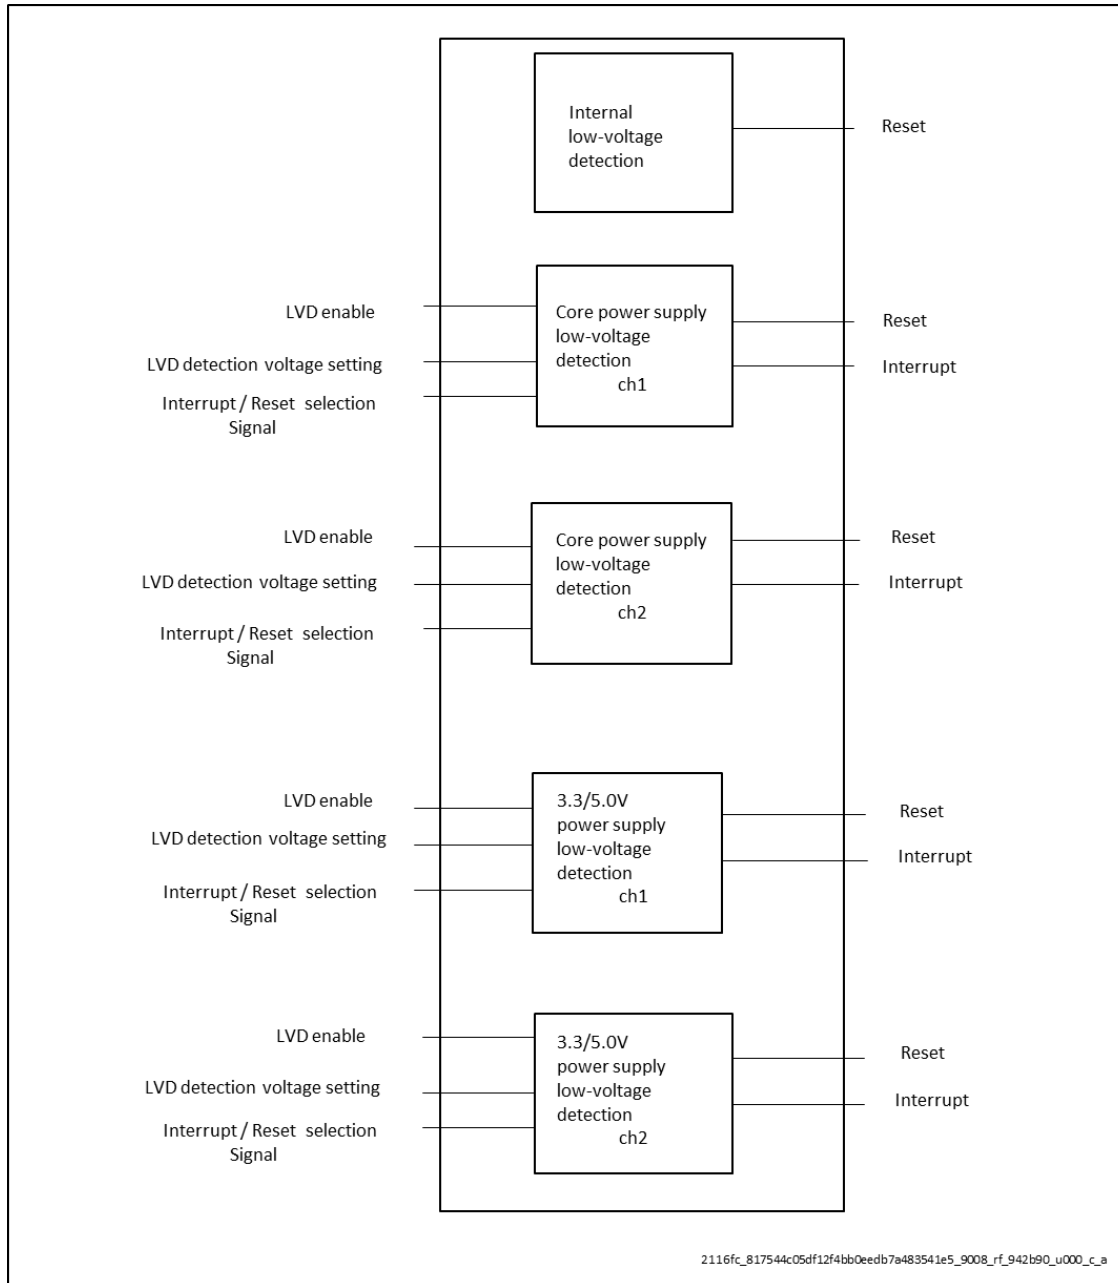 Internal
low-voltage
detection
Reset
LVD enable
LVD detection voltage setting
Interrupt / Reset selection
Signal
Core power supply
low-voltage
detection
ch1
Reset
Interrupt
LVD enable
LVD detection voltage setting
Interrupt / Reset selection
Signal
Core power supply
low-voltage
detection
ch2
Reset
Interrupt
LVD enable
LVD detection voltage setting
Interrupt / Reset selection
Signal
3.3/5.0V
power supply
low-voltage
detection
ch1
Reset
Interrupt
LVD enable
LVD detection voltage setting
Interrupt / Reset selection
Signal
3.3/5.0V
power supply
low-voltage
detection
ch2
Reset
Interrupt
2116fc_817544c05df12f4bb0eedb7a483541e5_9008_rf_942b90_u000_c_a